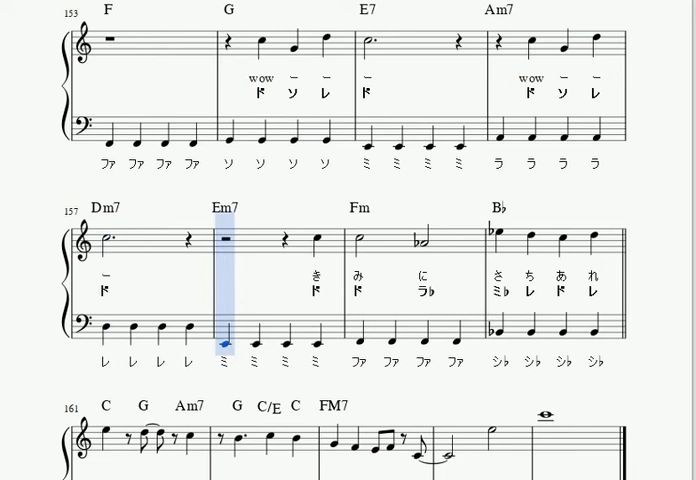 153 F G E7 Am7
wow ー ー ー wow ー ー
ド ソ レ ド ド ソ レ
ファ ファ ファ ファ ソ ソ ソ ソ ミ ミ ミ ミ ラ ラ ラ ラ
157 Dm7 Em7 Fm B♭
ー き み に さ ち あ れ
ド ド ド ラ♭ ミ♭ レ ド レ
レ レ レ レ ミ ミ ミ ミ ファ ファ ファ ファ シ♭ シ♭ シ♭ シ♭
161 C G Am7 G C/E C FM7